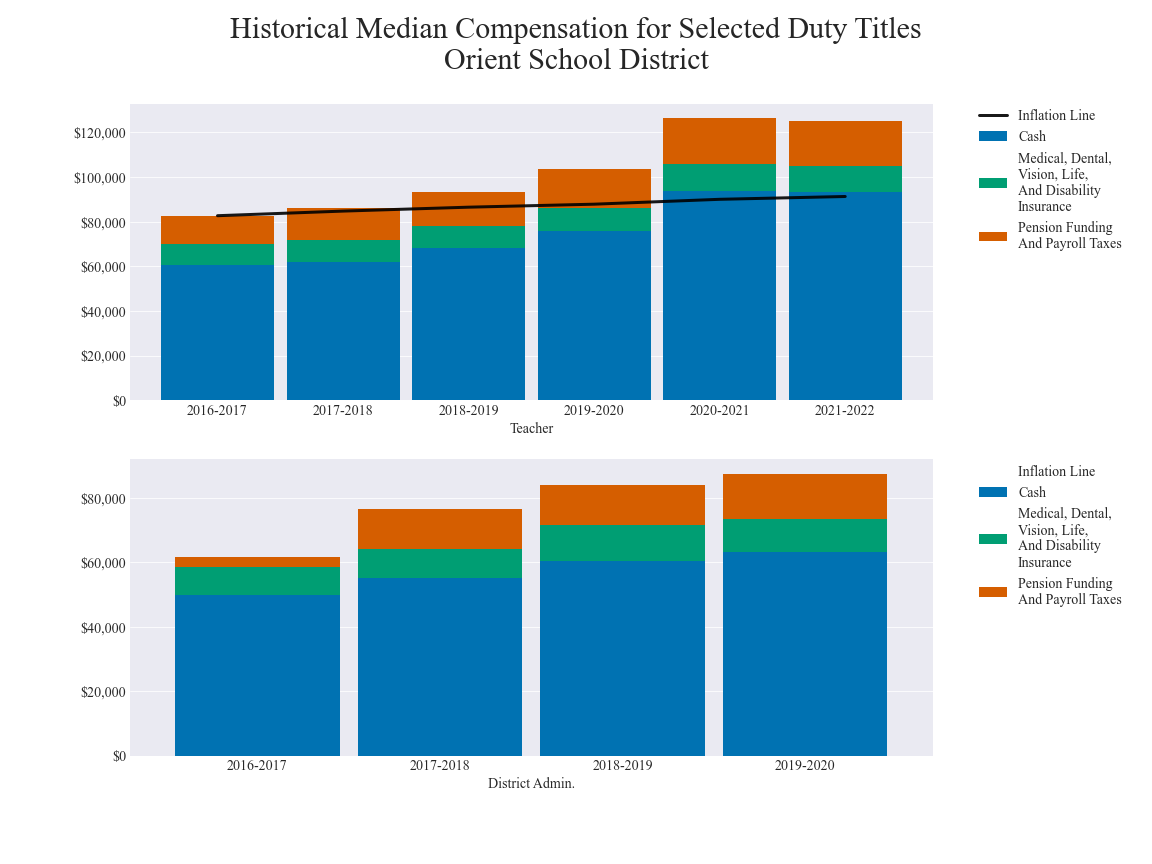 Historical Median Compensation for Selected Duty Titles
Orient School District
$120,000
$100,000
$80,000
$60,000
$40,000
$20,000
$0
2016-2017
2017-2018
2018-2019
2019-2020
2020-2021
2021-2022
Teacher
Inflation Line
Cash
Medical, Dental,
Vision, Life,
And Disability
Insurance
Pension Funding
And Payroll Taxes
$80,000
$60,000
$40,000
$20,000
$0
2016-2017
2017-2018
2018-2019
2019-2020
District Admin.
Inflation Line
Cash
Medical, Dental,
Vision, Life,
And Disability
Insurance
Pension Funding
And Payroll Taxes